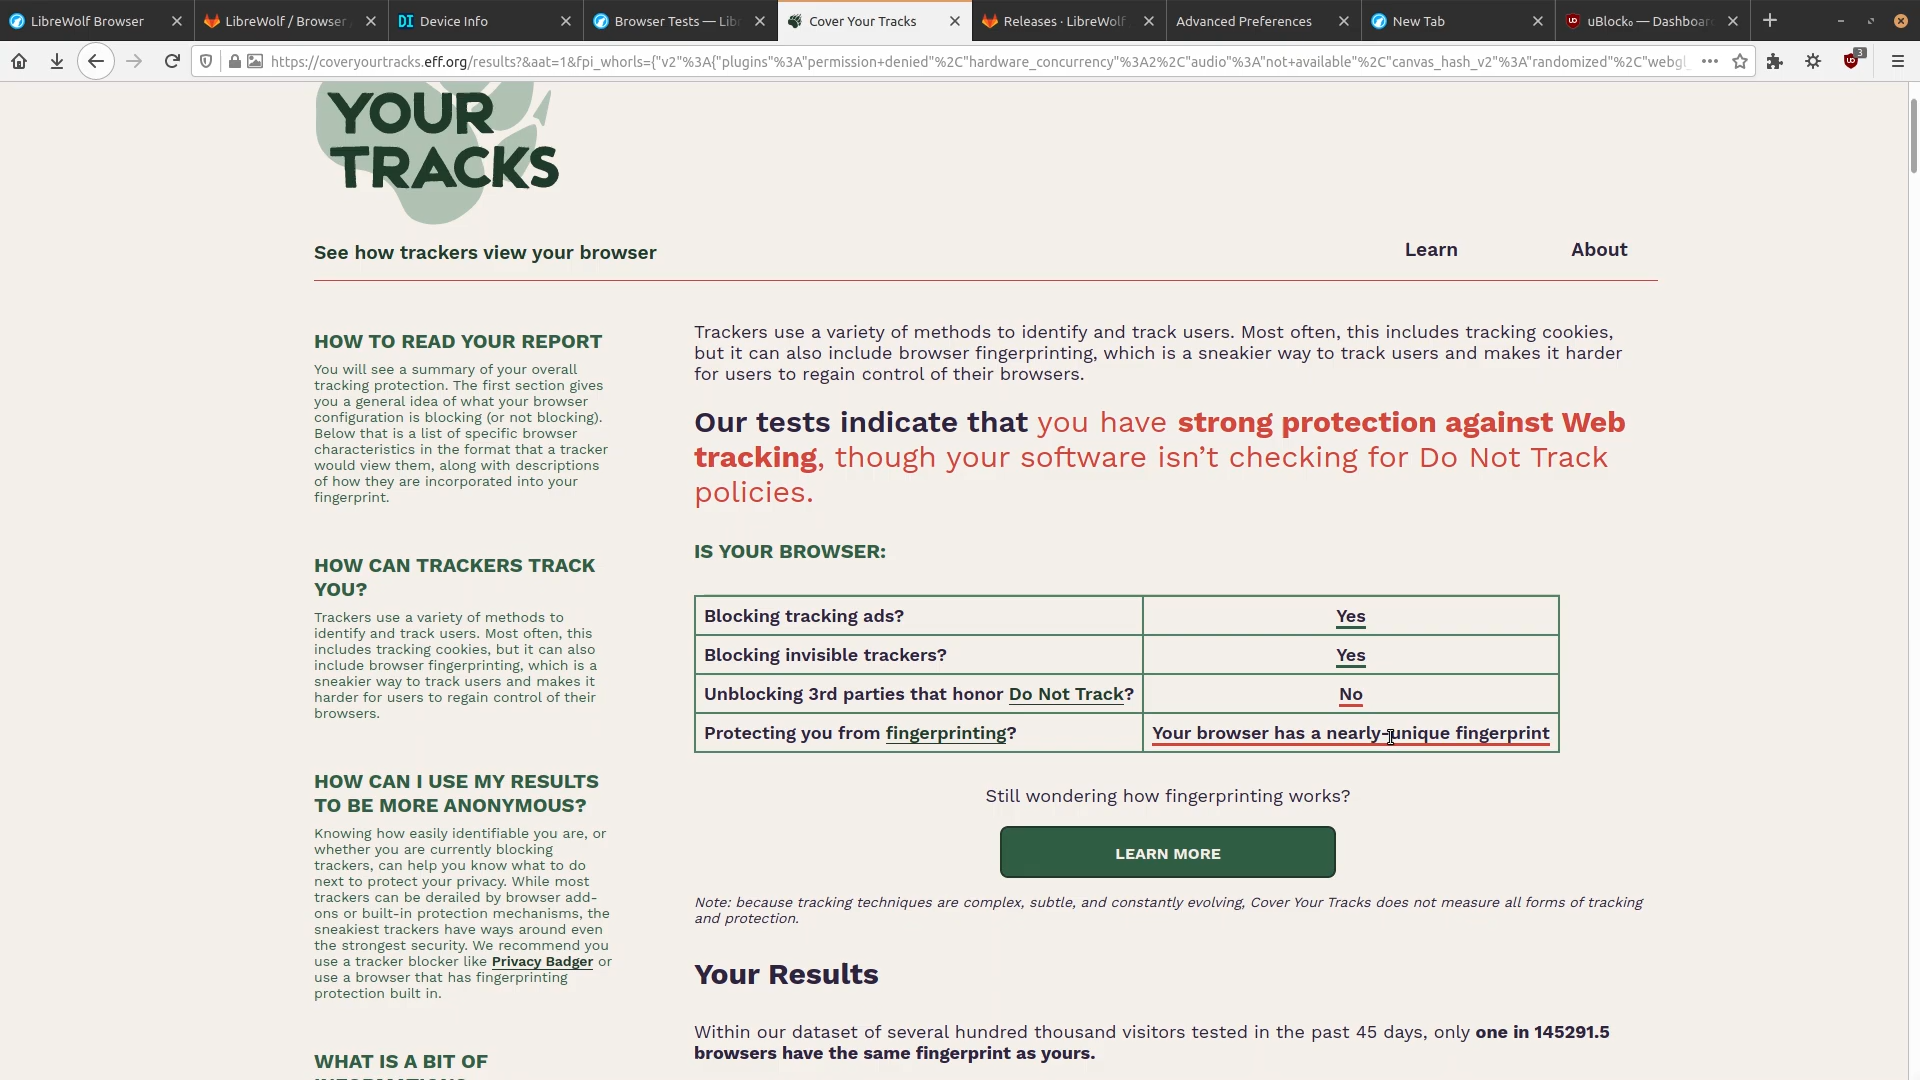 LibreWolf Browser
LibreWolf / Browser
Device Info
Browser Tests — Libr
Cover Your Tracks
Releases · LibreWolf
Advanced Preferences
New Tab
uBlock₀ — Dashboar
https://coveryourtracks.eff.org/results?&aat=1&fpi_whorls={"v2"%3A{"plugins"%3A"permission+denied"%2C"hardware_concurrency"%3A2%2C"audio"%3A"not+available"%2C"canvas_hash_v2"%3A"randomized"%2C"webgl_
3
YOUR
TRACKS
See how trackers view your browser
Learn
About
HOW TO READ YOUR REPORT
You will see a summary of your overall
tracking protection. The first section gives
you a general idea of what your browser
configuration is blocking (or not blocking).
Below that is a list of specific browser
characteristics in the format that a tracker
would view them, along with descriptions
of how they are incorporated into your
fingerprint.
HOW CAN TRACKERS TRACK
YOU?
Trackers use a variety of methods to
identify and track users. Most often, this
includes tracking cookies, but it can also
include browser fingerprinting, which is a
sneakier way to track users and makes it
harder for users to regain control of their
browsers.
HOW CAN I USE MY RESULTS
TO BE MORE ANONYMOUS?
Knowing how easily identifiable you are, or
whether you are currently blocking
trackers, can help you know what to do
next to protect your privacy. While most
trackers can be derailed by browser add-
ons or built-in protection mechanisms, the
sneakiest trackers have ways around even
the strongest security. We recommend you
use a tracker blocker like Privacy Badger or
use a browser that has fingerprinting
protection built in.
WHAT IS A BIT OF
Trackers use a variety of methods to identify and track users. Most often, this includes tracking cookies,
but it can also include browser fingerprinting, which is a sneakier way to track users and makes it harder
for users to regain control of their browsers.
Our tests indicate that you have strong protection against Web
tracking, though your software isn’t checking for Do Not Track
policies.
IS YOUR BROWSER:
Blocking tracking ads? Yes
Blocking invisible trackers? Yes
Unblocking 3rd parties that honor Do Not Track? No
Protecting you from fingerprinting? Your browser has a nearly-unique fingerprint
Still wondering how fingerprinting works?
LEARN MORE
Note: because tracking techniques are complex, subtle, and constantly evolving, Cover Your Tracks does not measure all forms of tracking
and protection.
Your Results
Within our dataset of several hundred thousand visitors tested in the past 45 days, only one in 145291.5
browsers have the same fingerprint as yours.